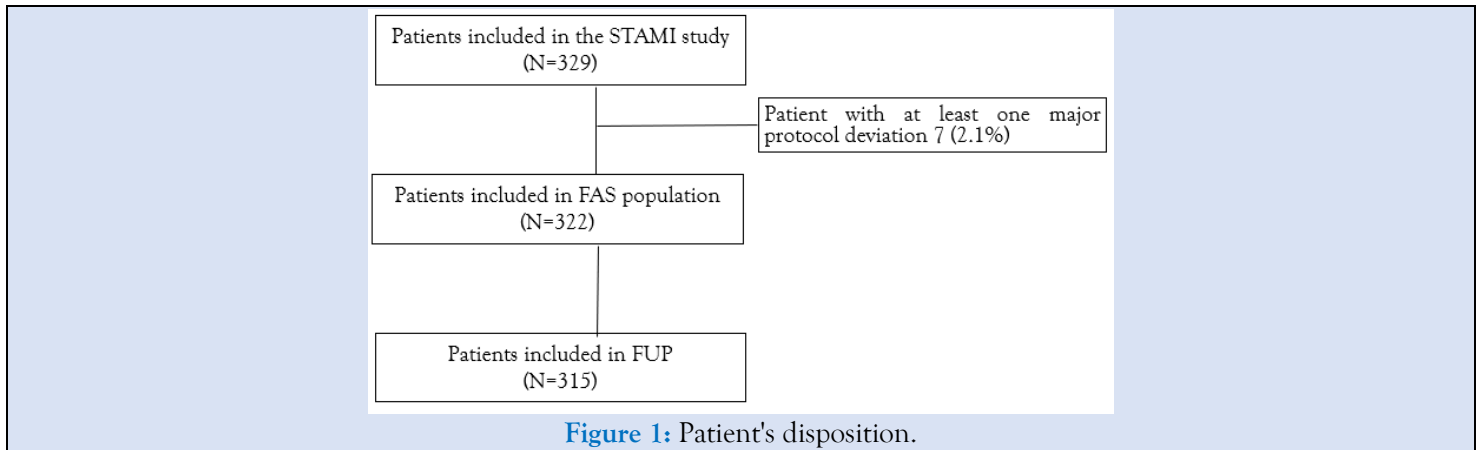 Patients included in the STAMI study
(N=329)
Patient with at least one major
protocol deviation 7 (2.1%)
Patients included in FAS population
(N=322)
Patients included in FUP
(N=315)
Figure 1: Patient's disposition.